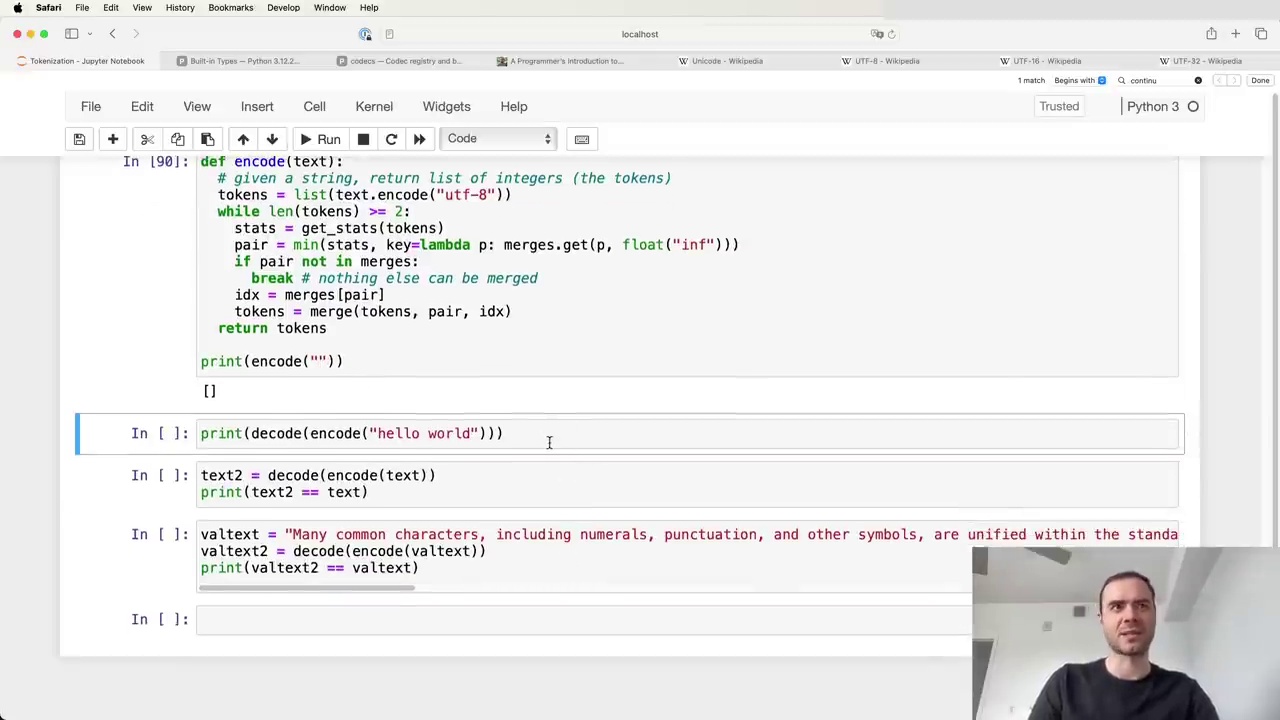 Safari File Edit View History Bookmarks Develop Window Help
localhost
Tokenization - Jupyter Notebook
Built-in Types — Python 3.12.2...
codecs — Codec registry and b...
A Programmer's Introduction to...
Unicode - Wikipedia
UTF-8 - Wikipedia
UTF-16 - Wikipedia
UTF-32 - Wikipedia
1 match Begins with continu Done
File Edit View Insert Cell Kernel Widgets Help Trusted Python 3
Run Code
In [90]: def encode(text):
# given a string, return list of integers (the tokens)
tokens = list(text.encode("utf-8"))
while len(tokens) >= 2:
stats = get_stats(tokens)
pair = min(stats, key=lambda p: merges.get(p, float("inf")))
if pair not in merges:
break # nothing else can be merged
idx = merges[pair]
tokens = merge(tokens, pair, idx)
return tokens
print(encode(""))
[]
In [ ]: print(decode(encode("hello world")))
In [ ]: text2 = decode(encode(text))
print(text2 == text)
In [ ]: valtext = "Many common characters, including numerals, punctuation, and other symbols, are unified within the standa
valtext2 = decode(encode(valtext))
print(valtext2 == valtext)
In [ ]: